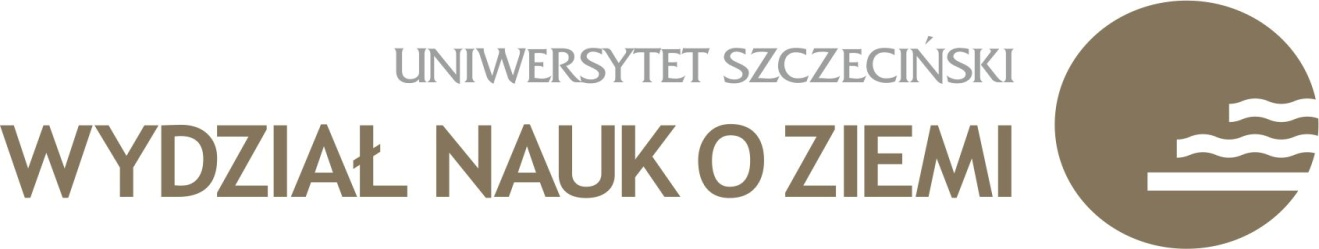 UNIWERSYTET SZCZECIŃSKI
WYDZIAŁ NAUK O ZIEMI